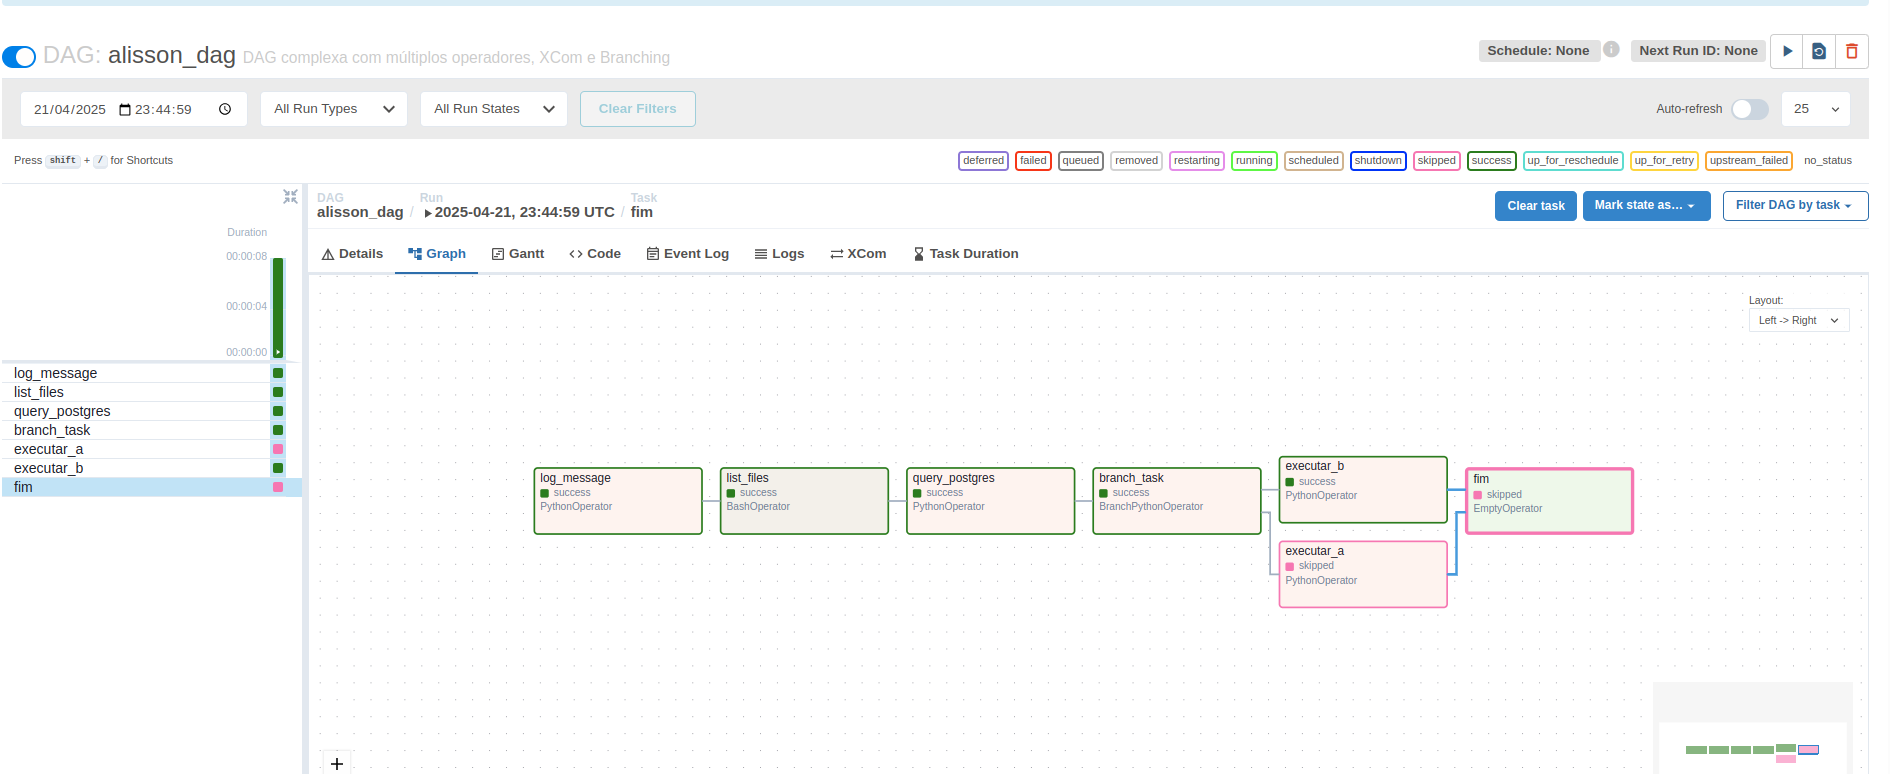 DAG: alisson_dag DAG complexa com múltiplos operadores, XCom e Branching
Schedule: None
Next Run ID: None
21/04/2025 23:44:59
All Run Types
All Run States
Clear Filters
Auto-refresh
25
Press shift + / for Shortcuts
deferred
failed
queued
removed
restarting
running
scheduled
shutdown
skipped
success
up_for_reschedule
up_for_retry
upstream_failed
no_status
DAG
alisson_dag /
Run
2025-04-21, 23:44:59 UTC /
Task
fim
Clear task
Mark state as...
Filter DAG by task
Details
Graph
Gantt
Code
Event Log
Logs
XCom
Task Duration
Duration
00:00:08
00:00:04
00:00:00
log_message
list_files
query_postgres
branch_task
executar_a
executar_b
fim
Layout:
Left -> Right
log_message
success
PythonOperator
list_files
success
BashOperator
query_postgres
success
PythonOperator
branch_task
success
BranchPythonOperator
executar_b
success
PythonOperator
executar_a
skipped
PythonOperator
fim
skipped
EmptyOperator